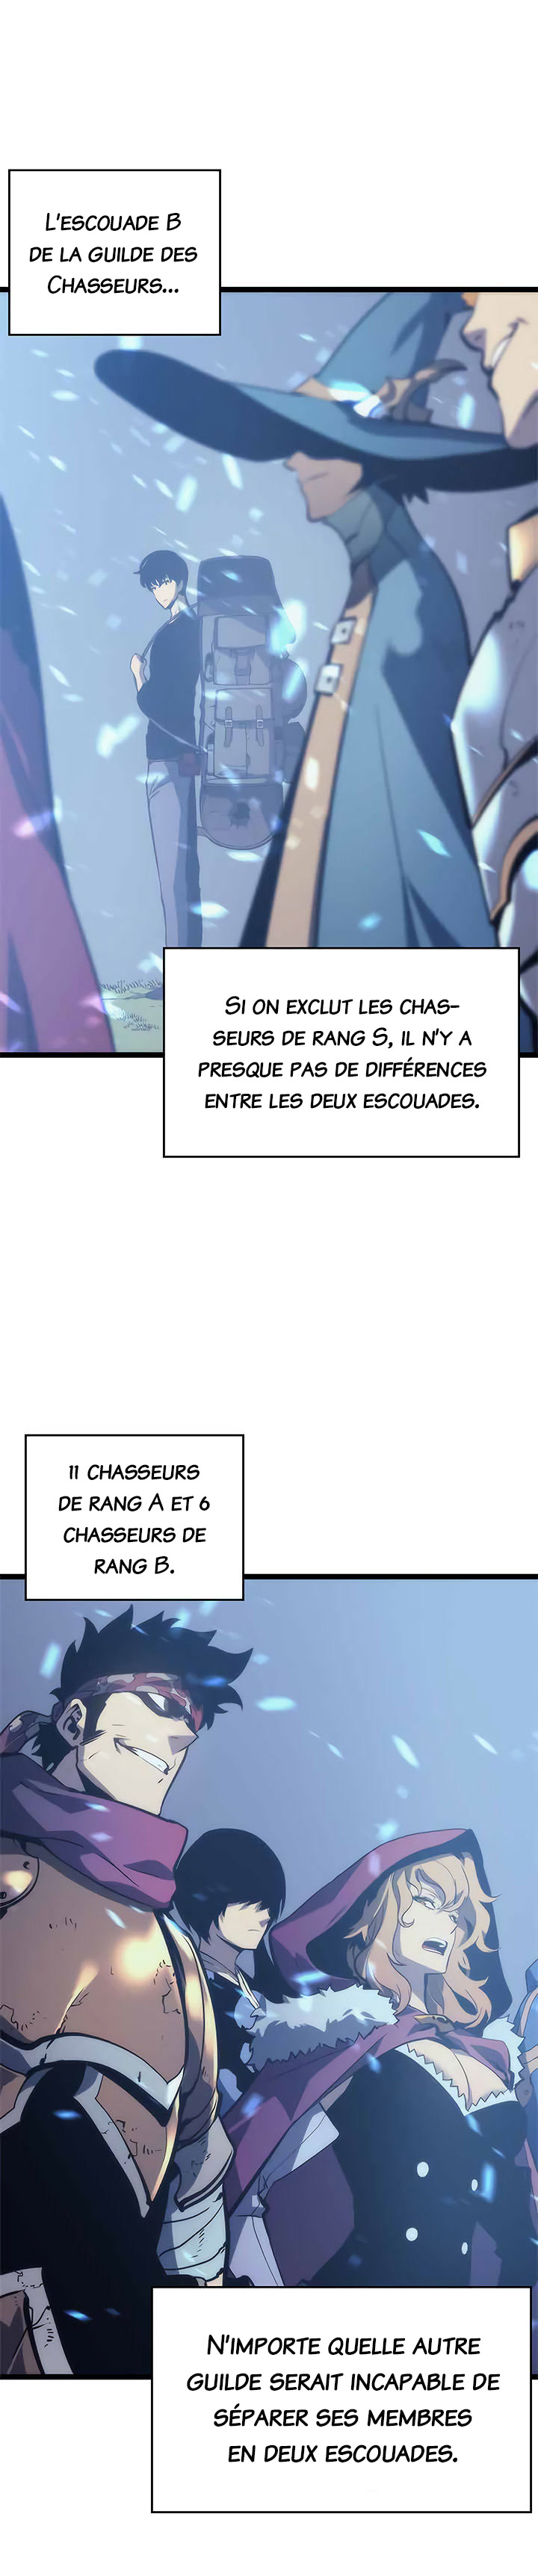 L'ESCOUADE B
DE LA GUILDE DES
CHASSEURS...
SI ON EXCLUT LES CHAS-
SEURS DE RANG S, IL N'Y A
PRESQUE PAS DE DIFFÉRENCES
ENTRE LES DEUX ESCOUADES.
11 CHASSEURS
DE RANG A ET 6
CHASSEURS DE
RANG B.
N'IMPORTE QUELLE AUTRE
GUILDE SERAIT INCAPABLE DE
SÉPARER SES MEMBRES
EN DEUX ESCOUADES.